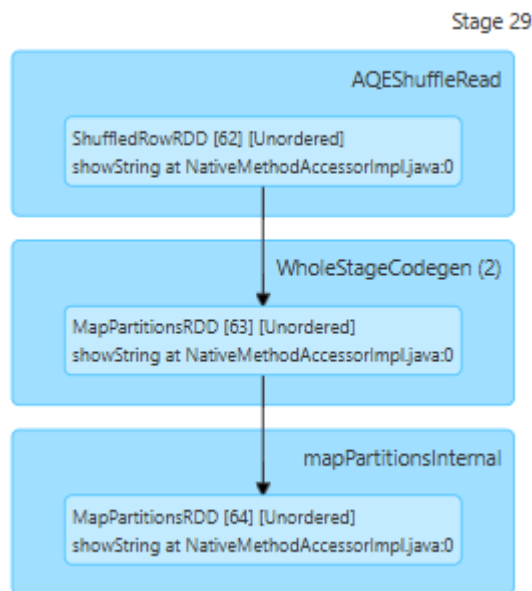 Stage 29
AQEShuffleRead
ShuffledRowRDD [62] [Unordered]
showString at NativeMethodAccessorImpl.java:0
WholeStageCodegen (2)
MapPartitionsRDD [63] [Unordered]
showString at NativeMethodAccessorImpl.java:0
mapPartitionsInternal
MapPartitionsRDD [64] [Unordered]
showString at NativeMethodAccessorImpl.java:0